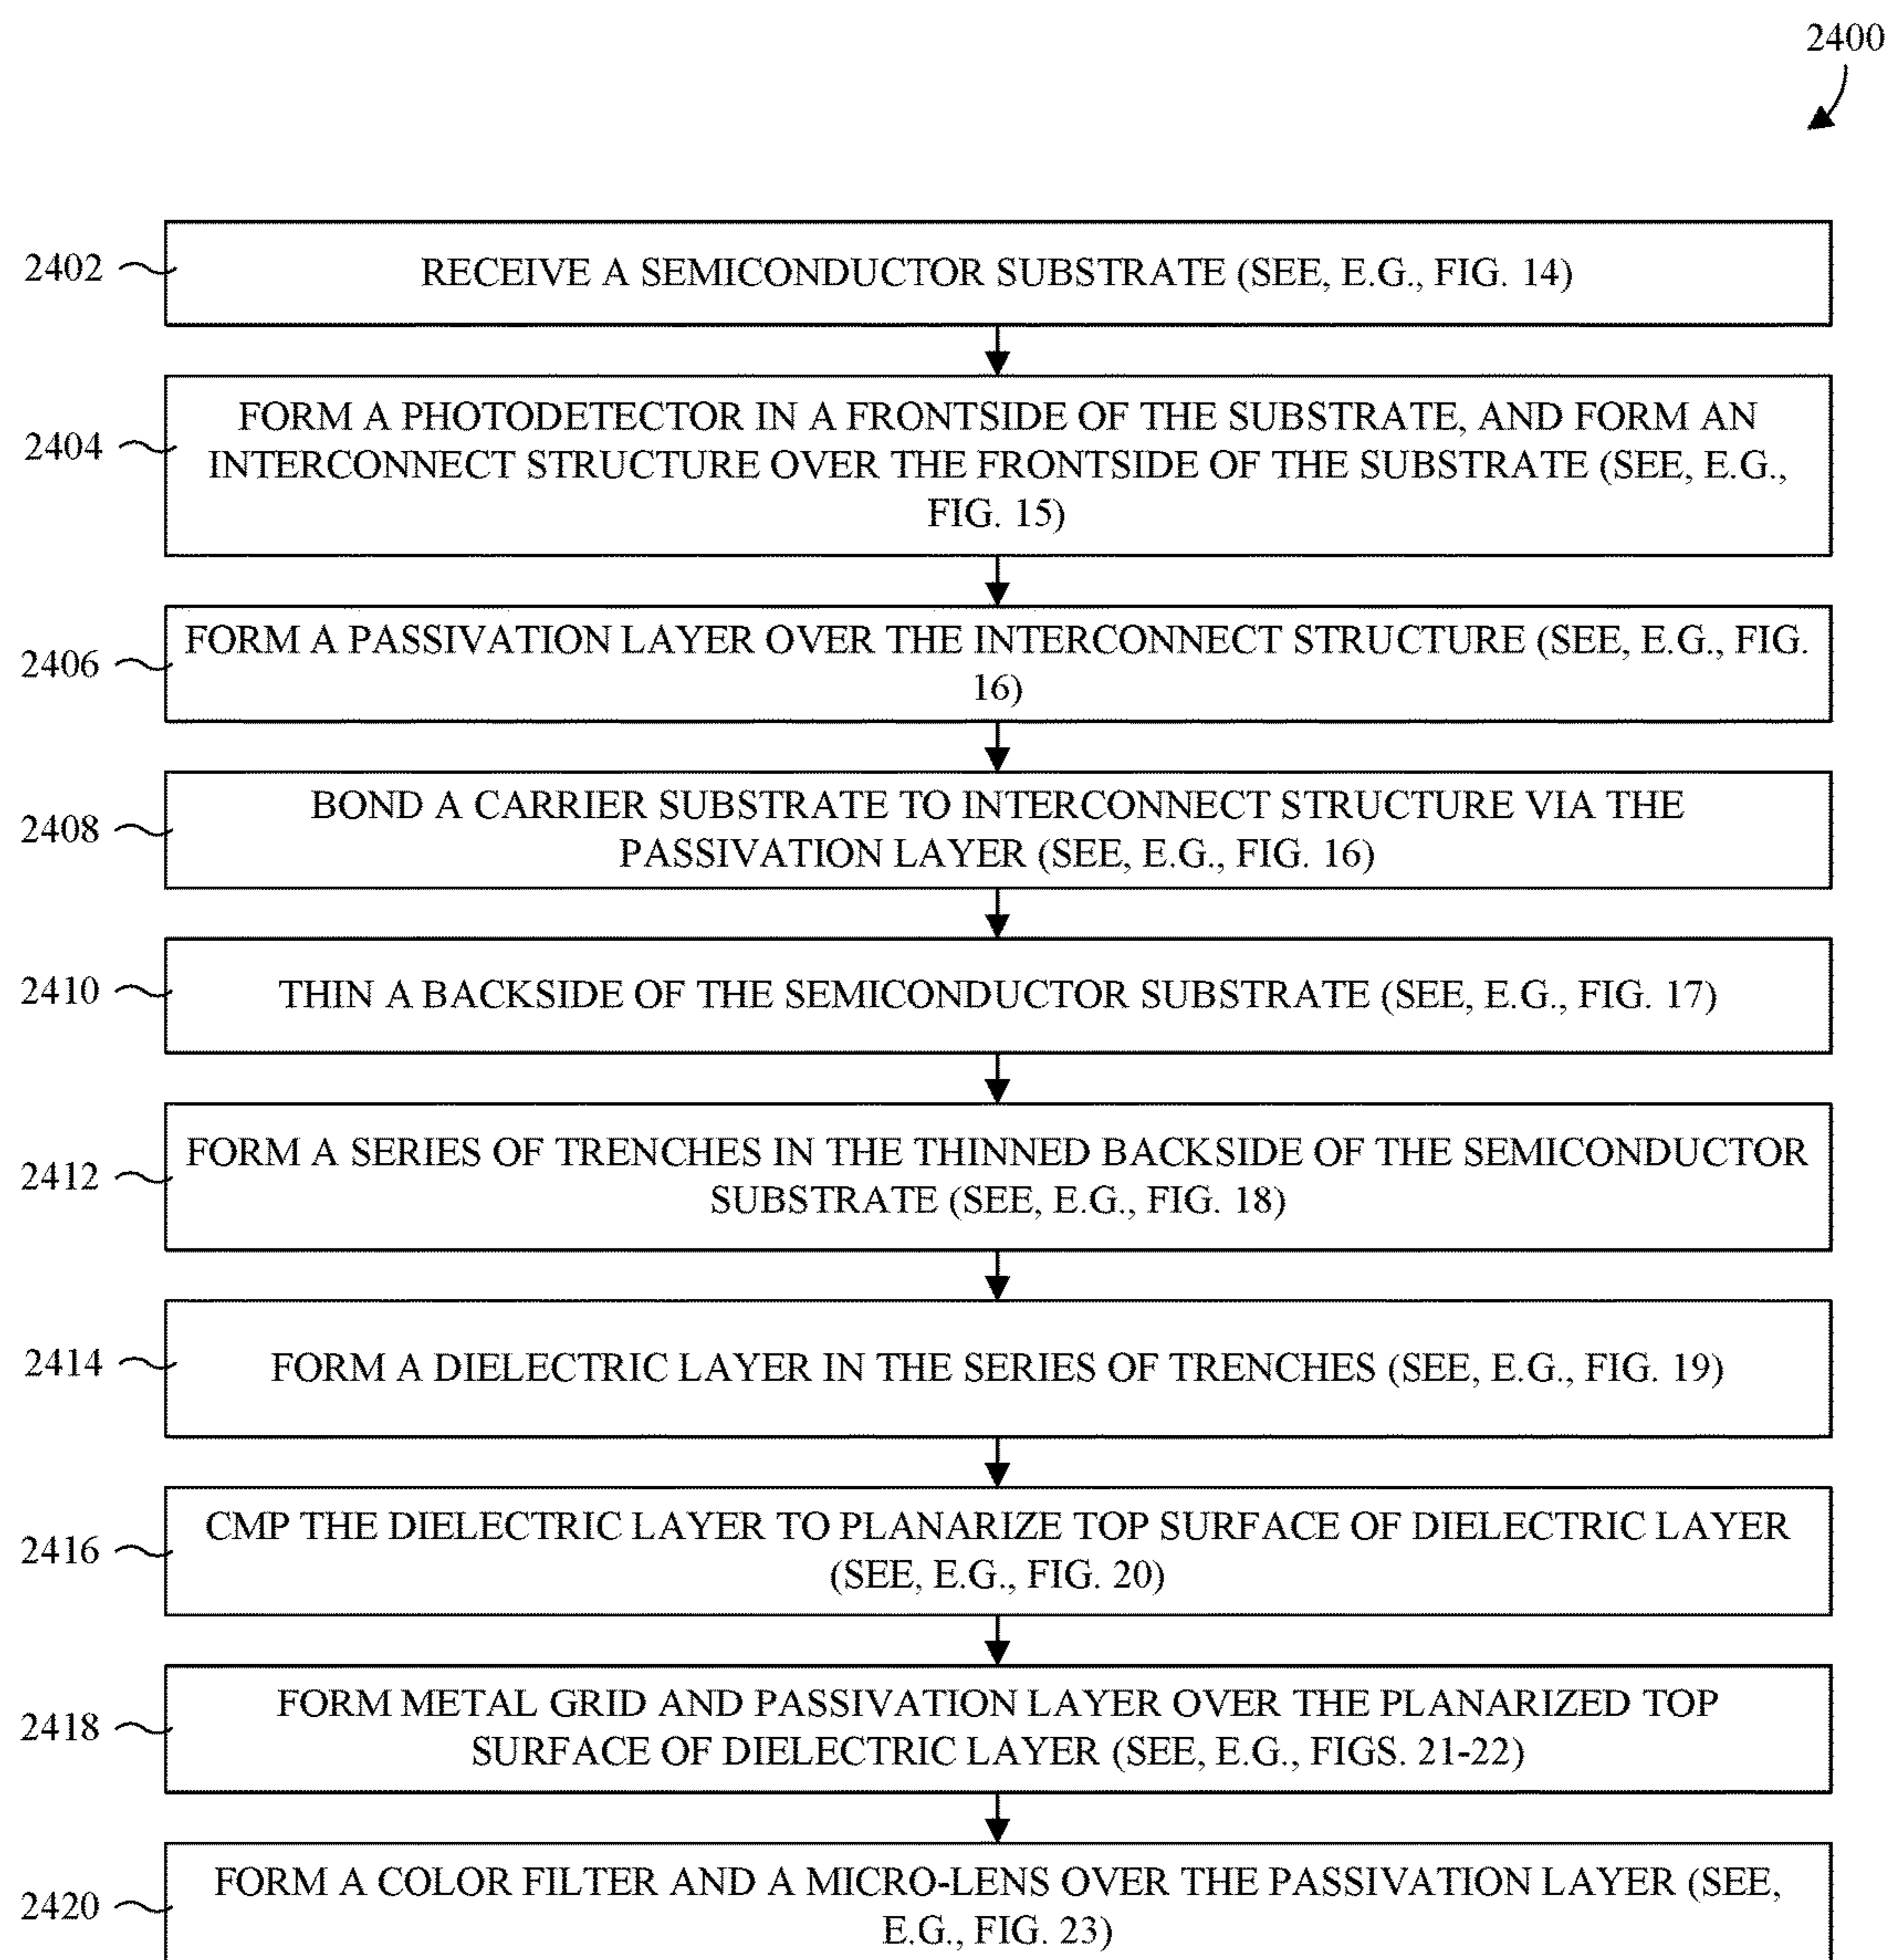 2400
2402
RECEIVE A SEMICONDUCTOR SUBSTRATE (SEE, E.G., FIG. 14)
2404
FORM A PHOTODETECTOR IN A FRONTSIDE OF THE SUBSTRATE, AND FORM AN
INTERCONNECT STRUCTURE OVER THE FRONTSIDE OF THE SUBSTRATE (SEE, E.G.,
FIG. 15)
2406
FORM A PASSIVATION LAYER OVER THE INTERCONNECT STRUCTURE (SEE, E.G., FIG.
16)
2408
BOND A CARRIER SUBSTRATE TO INTERCONNECT STRUCTURE VIA THE
PASSIVATION LAYER (SEE, E.G., FIG. 16)
2410
THIN A BACKSIDE OF THE SEMICONDUCTOR SUBSTRATE (SEE, E.G., FIG. 17)
2412
FORM A SERIES OF TRENCHES IN THE THINNED BACKSIDE OF THE SEMICONDUCTOR
SUBSTRATE (SEE, E.G., FIG. 18)
2414
FORM A DIELECTRIC LAYER IN THE SERIES OF TRENCHES (SEE, E.G., FIG. 19)
2416
CMP THE DIELECTRIC LAYER TO PLANARIZE TOP SURFACE OF DIELECTRIC LAYER
(SEE, E.G., FIG. 20)
2418
FORM METAL GRID AND PASSIVATION LAYER OVER THE PLANARIZED TOP
SURFACE OF DIELECTRIC LAYER (SEE, E.G., FIGS. 21-22)
2420
FORM A COLOR FILTER AND A MICRO-LENS OVER THE PASSIVATION LAYER (SEE,
E.G., FIG. 23)